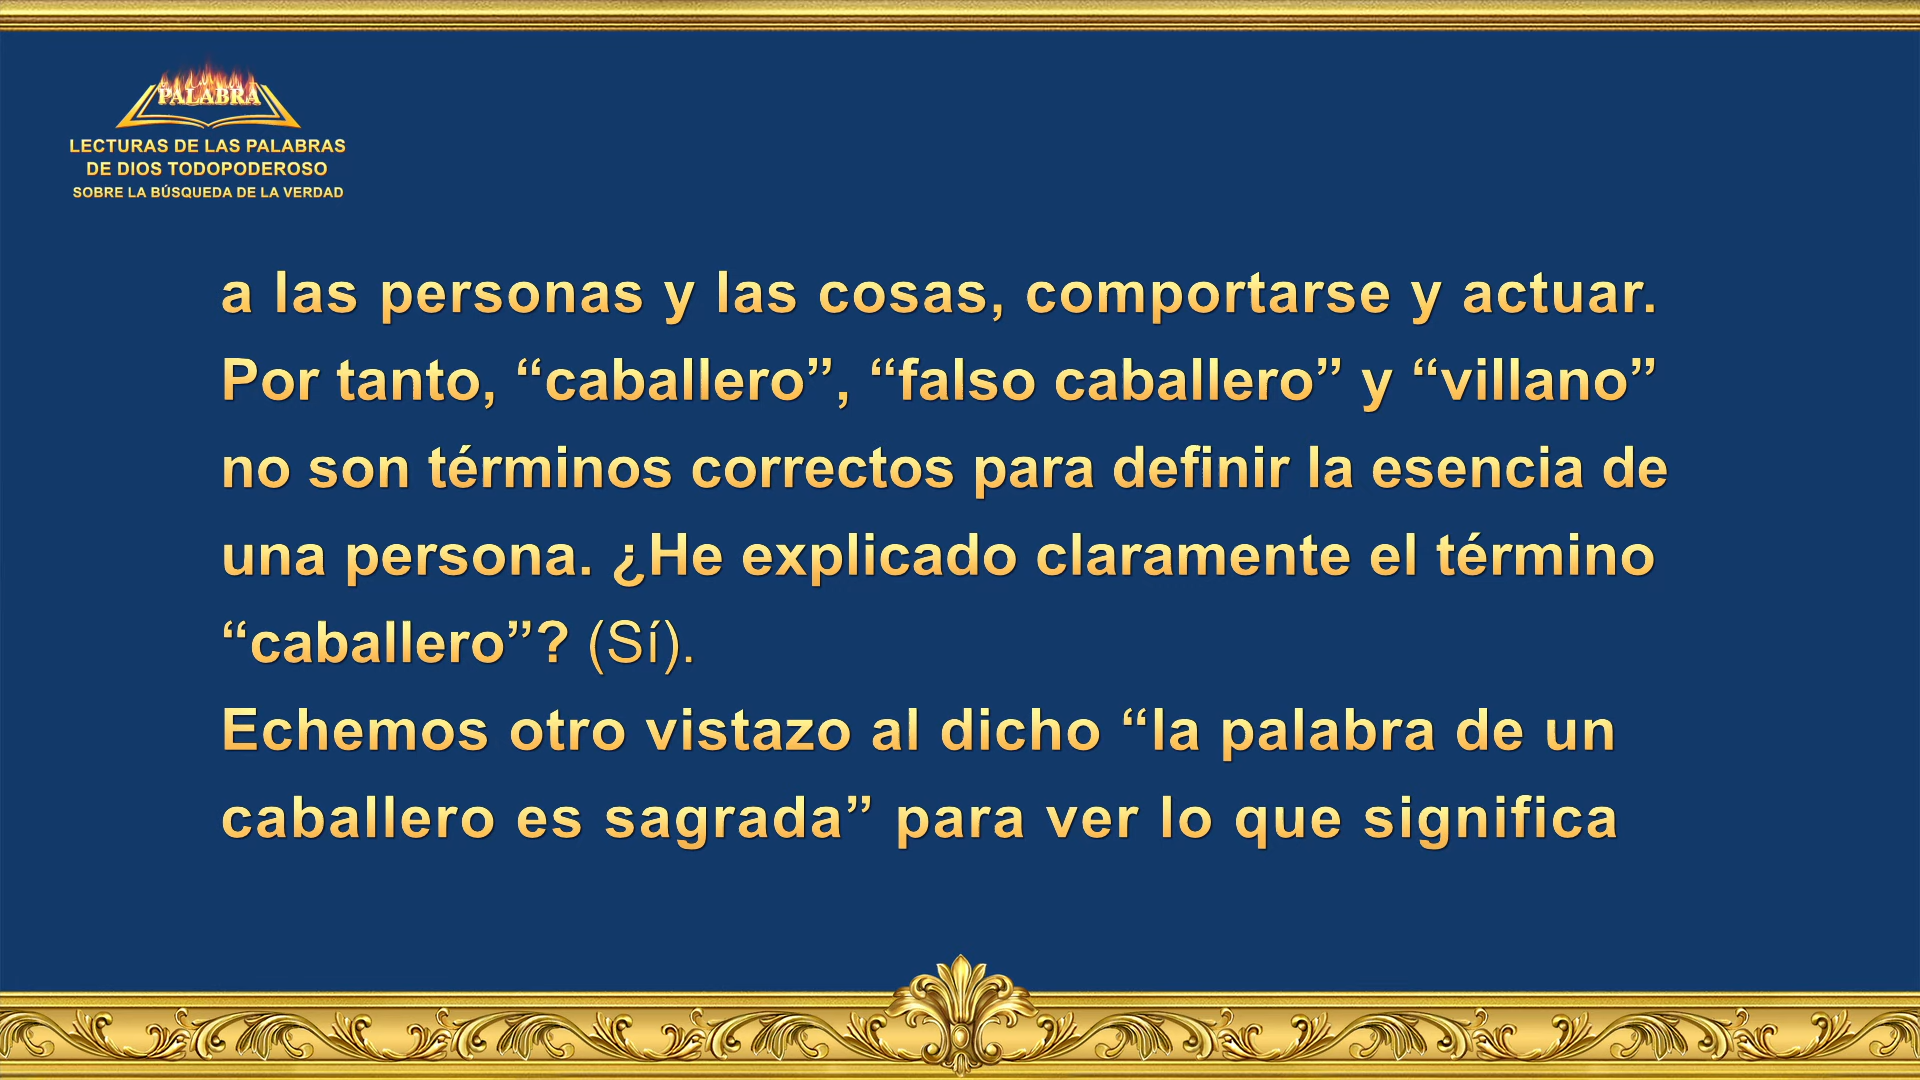 PALABRA
LECTURAS DE LAS PALABRAS
DE DIOS TODOPODEROSO
SOBRE LA BÚSQUEDA DE LA VERDAD
a las personas y las cosas, comportarse y actuar.
Por tanto, “caballero”, “falso caballero” y “villano”
no son términos correctos para definir la esencia de
una persona. ¿He explicado claramente el término
“caballero”? (Sí).
Echemos otro vistazo al dicho “la palabra de un
caballero es sagrada” para ver lo que significa